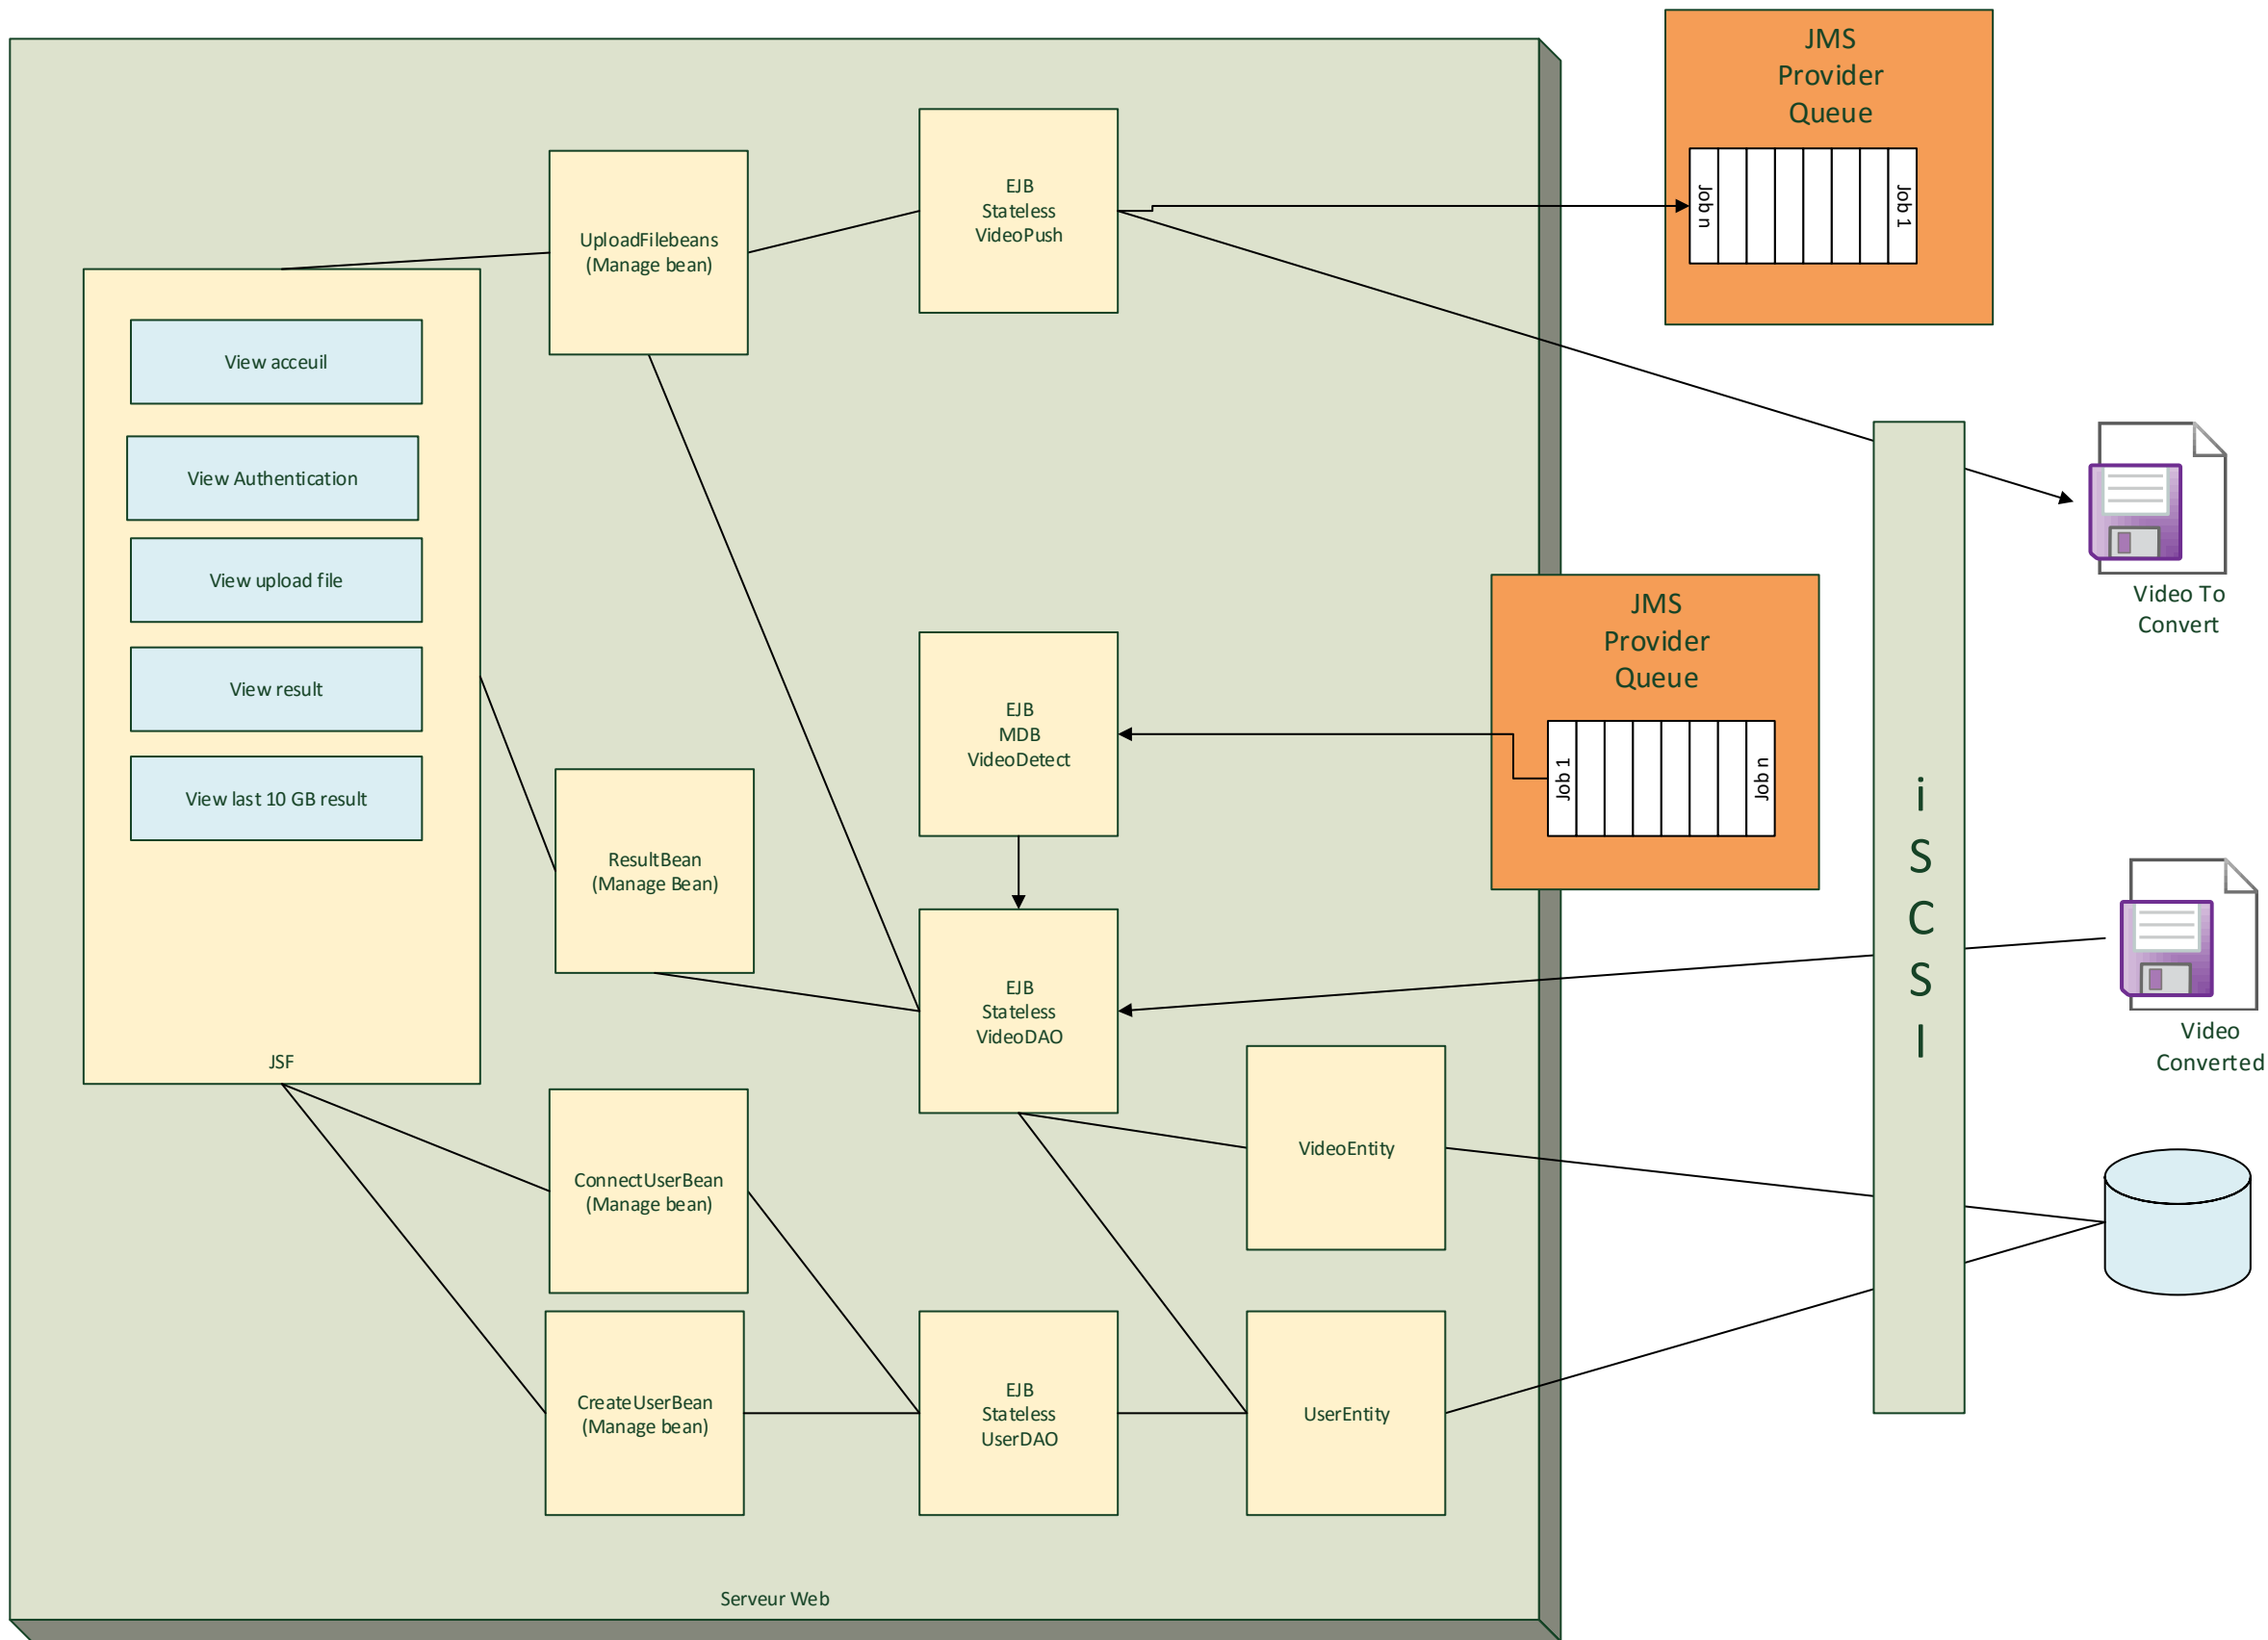 JMS
Provider
Queue
Job n
Job 1
EJB
Stateless
VideoPush
UploadFilebeans
(Manage bean)
View acceuil
View Authentication
View upload file
View result
View last 10 GB result
JSF
Video To
Convert
JMS
Provider
Queue
Job 1
Job n
EJB
MDB
VideoDetect
ResultBean
(Manage Bean)
EJB
Stateless
VideoDAO
i
S
C
S
I
Video
Converted
VideoEntity
ConnectUserBean
(Manage bean)
CreateUserBean
(Manage bean)
EJB
Stateless
UserDAO
UserEntity
Serveur Web